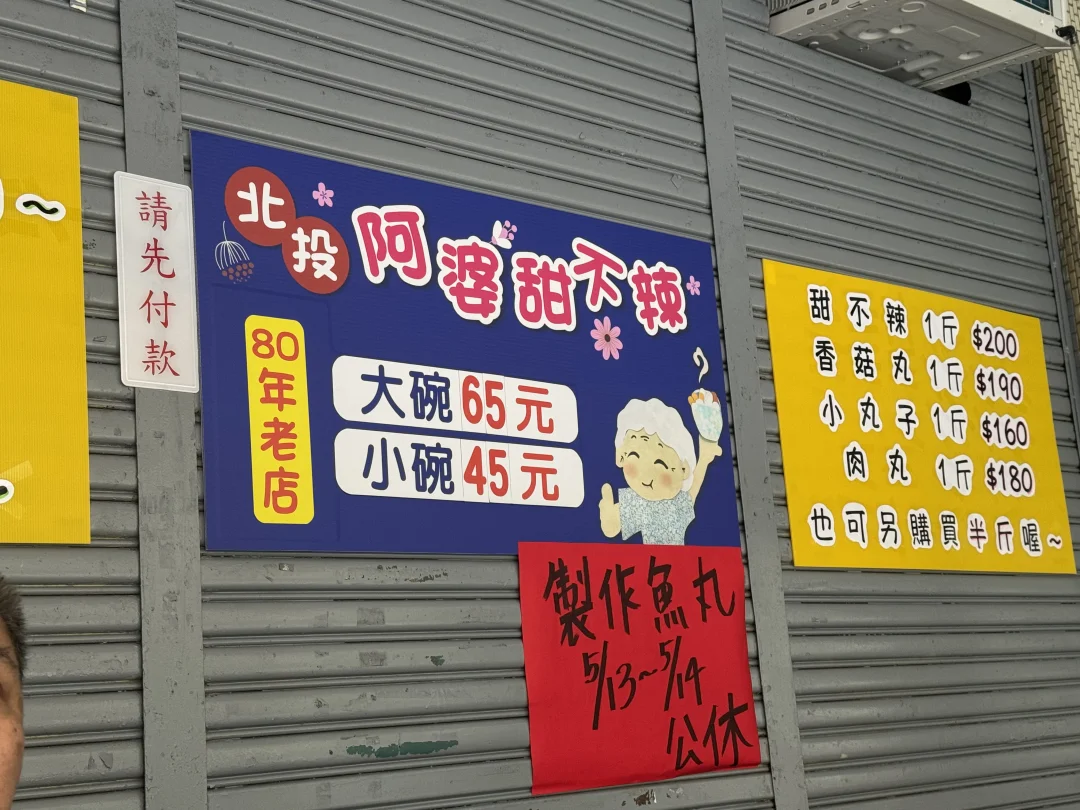 請先付款
北投
阿婆甜不辣
80年老店
大碗65元
小碗45元
甜不辣 1斤 $200
香菇丸 1斤 $190
小丸子 1斤 $160
肉丸 1斤 $180
也可另購買半斤喔~
製作魚丸
5/13~5/14
公休